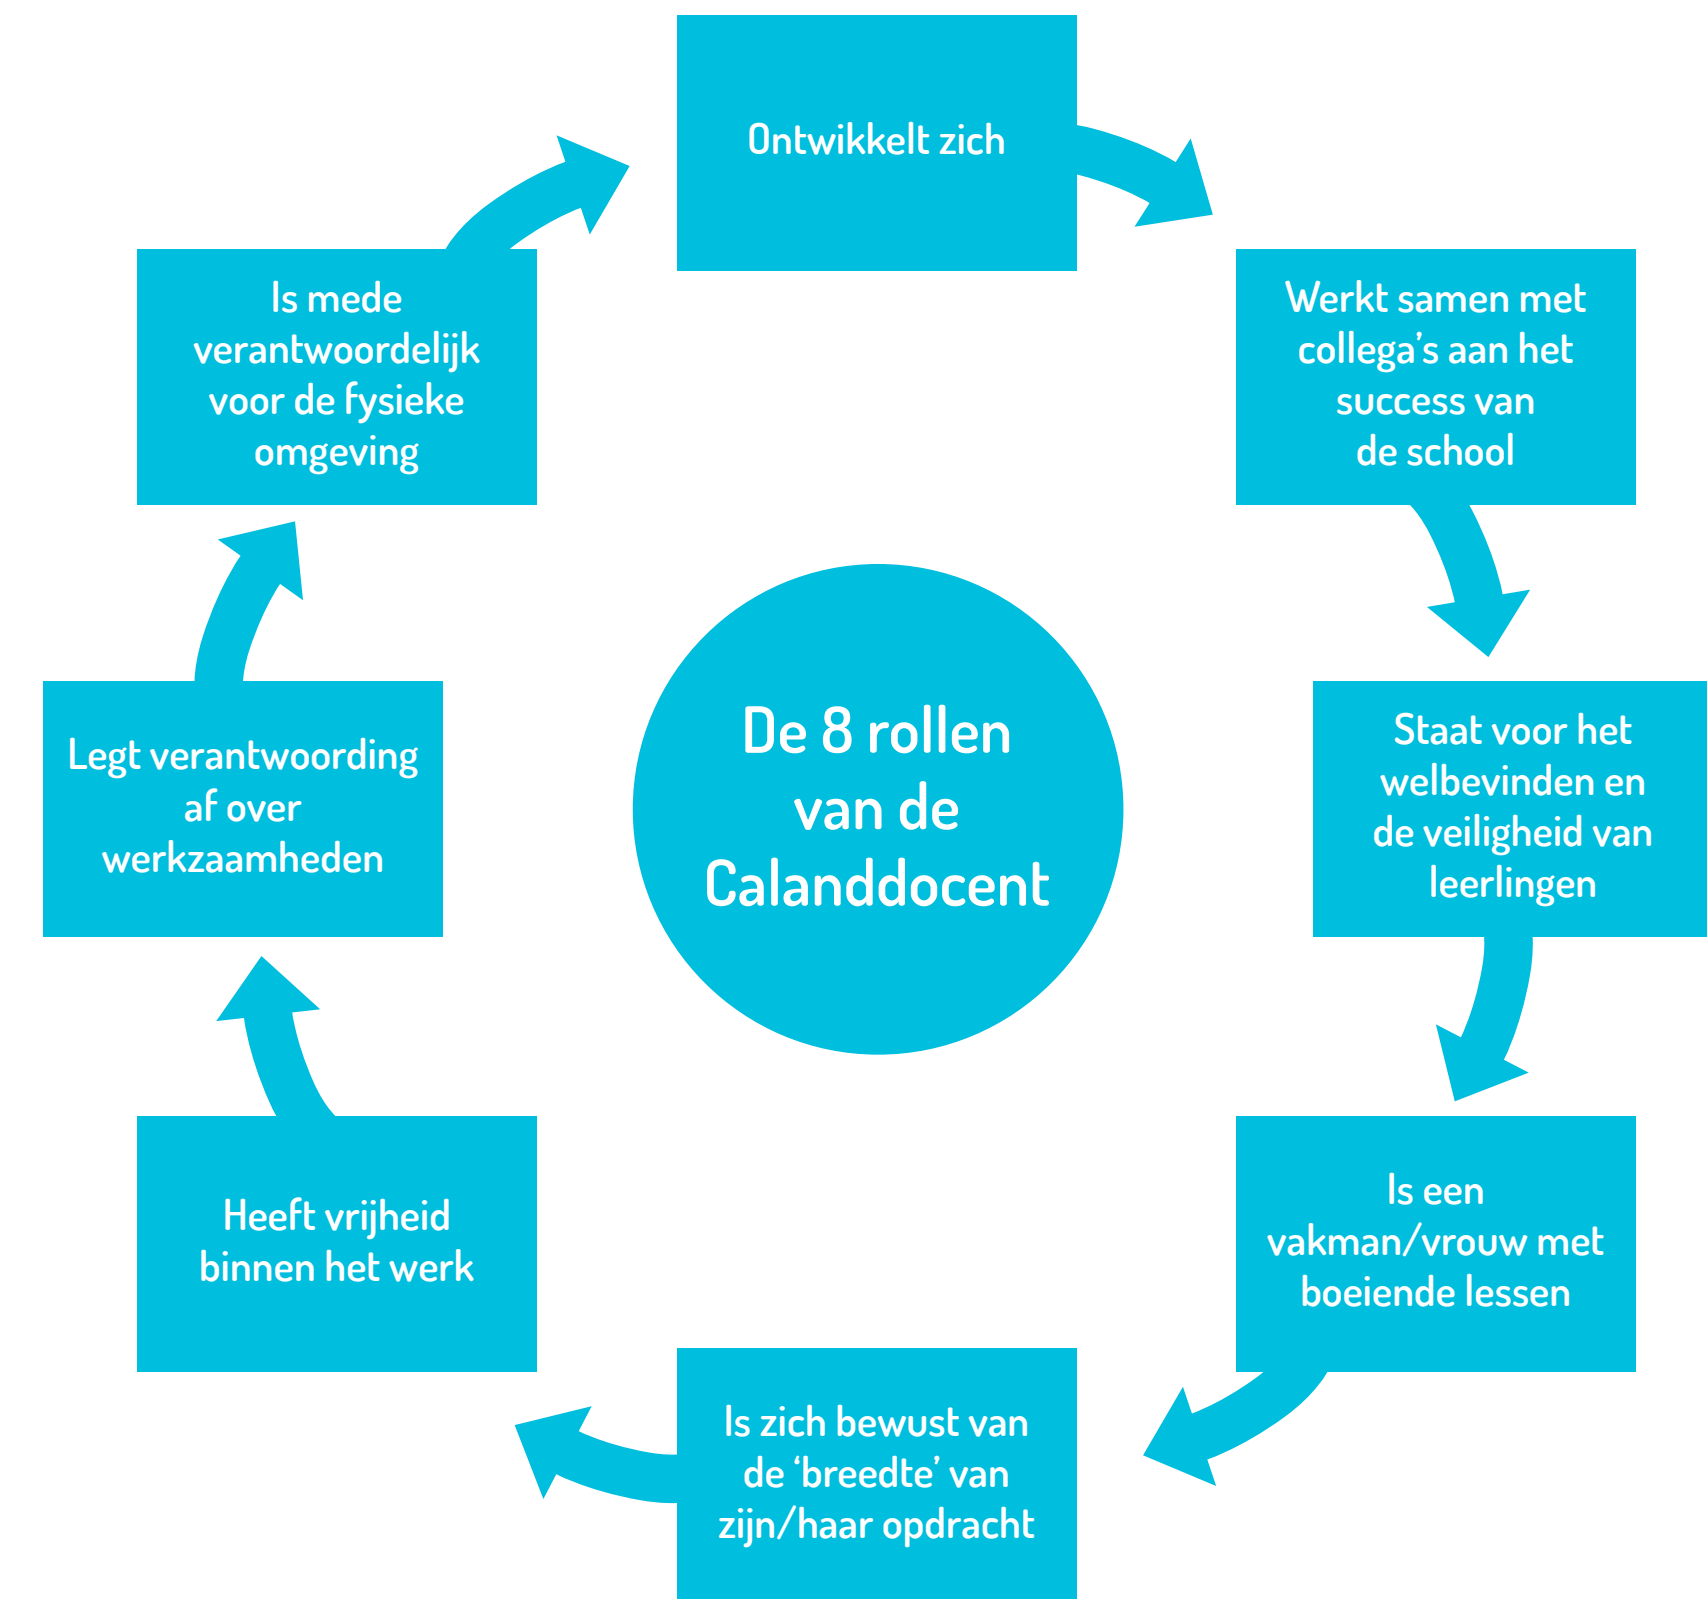 Ontwikkelt zich
Werkt samen met
collega’s aan het
success van
de school
Staat voor het
welbevinden en
de veiligheid van
leerlingen
Is een
vakman/vrouw met
boeiende lessen
Is zich bewust van
de ‘breedte’ van
zijn/haar opdracht
Heeft vrijheid
binnen het werk
Legt verantwoording
af over
werkzaamheden
Is mede
verantwoordelijk
voor de fysieke
omgeving
De 8 rollen
van de
Calanddocent